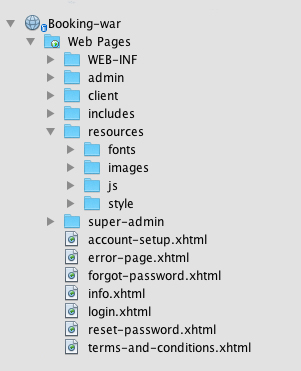 Booking-war
Web Pages
WEB-INF
admin
client
includes
resources
fonts
images
js
style
super-admin
account-setup.xhtml
error-page.xhtml
forgot-password.xhtml
info.xhtml
login.xhtml
reset-password.xhtml
terms-and-conditions.xhtml